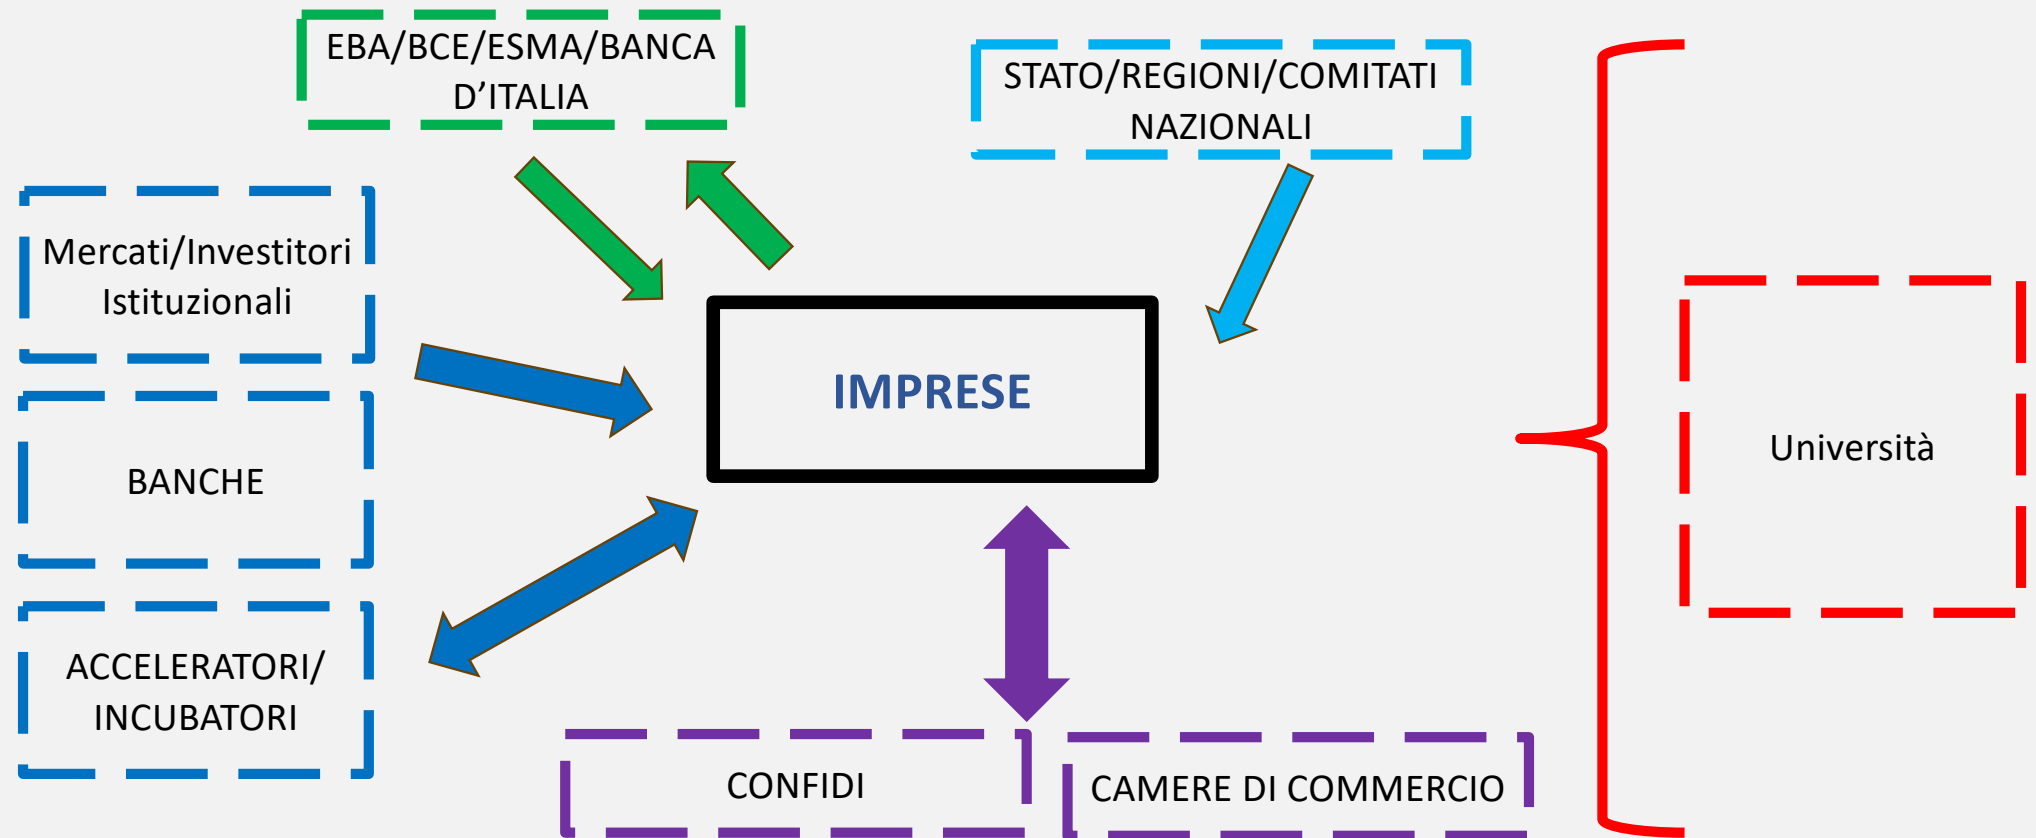 EBA/BCE/ESMA/BANCA
D’ITALIA
STATO/REGIONI/COMITATI
NAZIONALI
Mercati/Investitori
Istituzionali
IMPRESE
Università
BANCHE
ACCELERATORI/
INCUBATORI
CONFIDI
CAMERE DI COMMERCIO